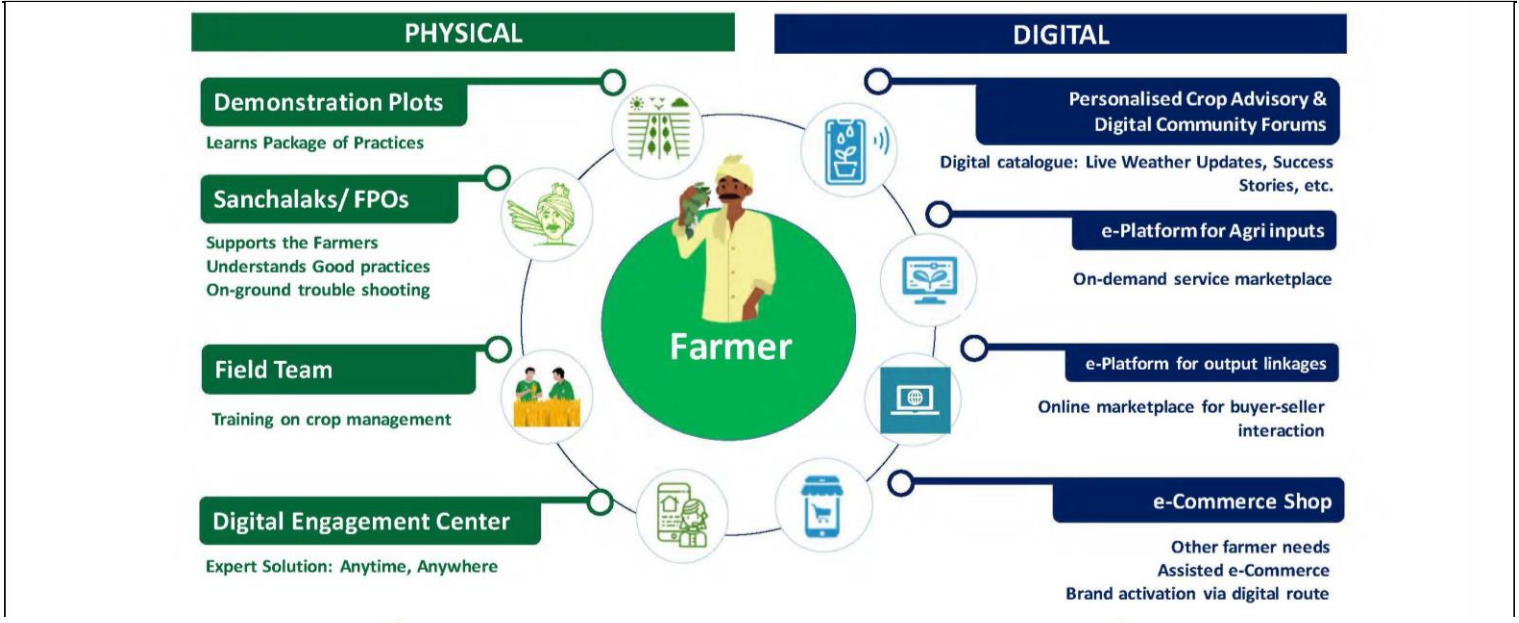 PHYSICAL
Demonstration Plots
Learns Package of Practices
Sanchalaks/ FPOs
Supports the Farmers
Understands Good practices
On-ground trouble shooting
Field Team
Training on crop management
Digital Engagement Center
Expert Solution: Anytime, Anywhere
Farmer
DIGITAL
Personalised Crop Advisory &
Digital Community Forums
Digital catalogue: Live Weather Updates, Success
Stories, etc.
e-Platform for Agri inputs
On-demand service marketplace
e-Platform for output linkages
Online marketplace for buyer-seller
interaction
e-Commerce Shop
Other farmer needs
Assisted e-Commerce
Brand activation via digital route